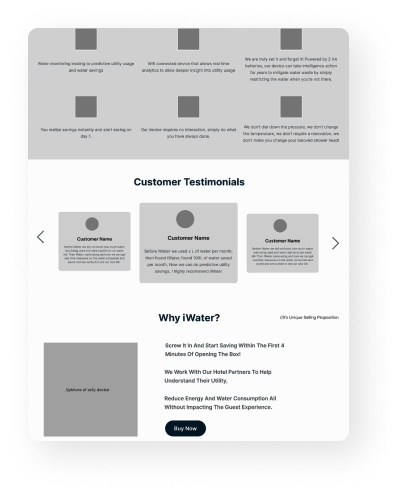 Water monitoring leading to predictive utility usage
and water savings
Wifi connected device that allows real-time
analytics to allow deeper insight into utility usage
We are truly set it and forget it! Powered by 2 AA
batteries, our device can take intelligence action
for years to mitigate water waste by simply
restricting the water when you're not there.
You realize savings instantly and start saving on
day 1.
Our device requires no interaction, simply do what
you have always done.
We don't dial down the pressure, we don't change
the temperature, we don't require a renovation, we
don't make you change your beloved shower head!
Customer Testimonials
Customer Name
Customer Name
Before iWater we used x L of water per month,
then found iWater, found 100L of water saved
per month, Now we can do predictive utility
savings, I highly recommend iWater
Customer Name
Why iWater?
//It's Unique Selling Proposition
//picture of only device
Screw It In And Start Saving Within The First 4
Minutes Of Opening The Box!
We Work With Our Hotel Partners To Help
Understand Their Utility,
Reduce Energy And Water Consumption All
Without Impacting The Guest Experience.
Buy Now